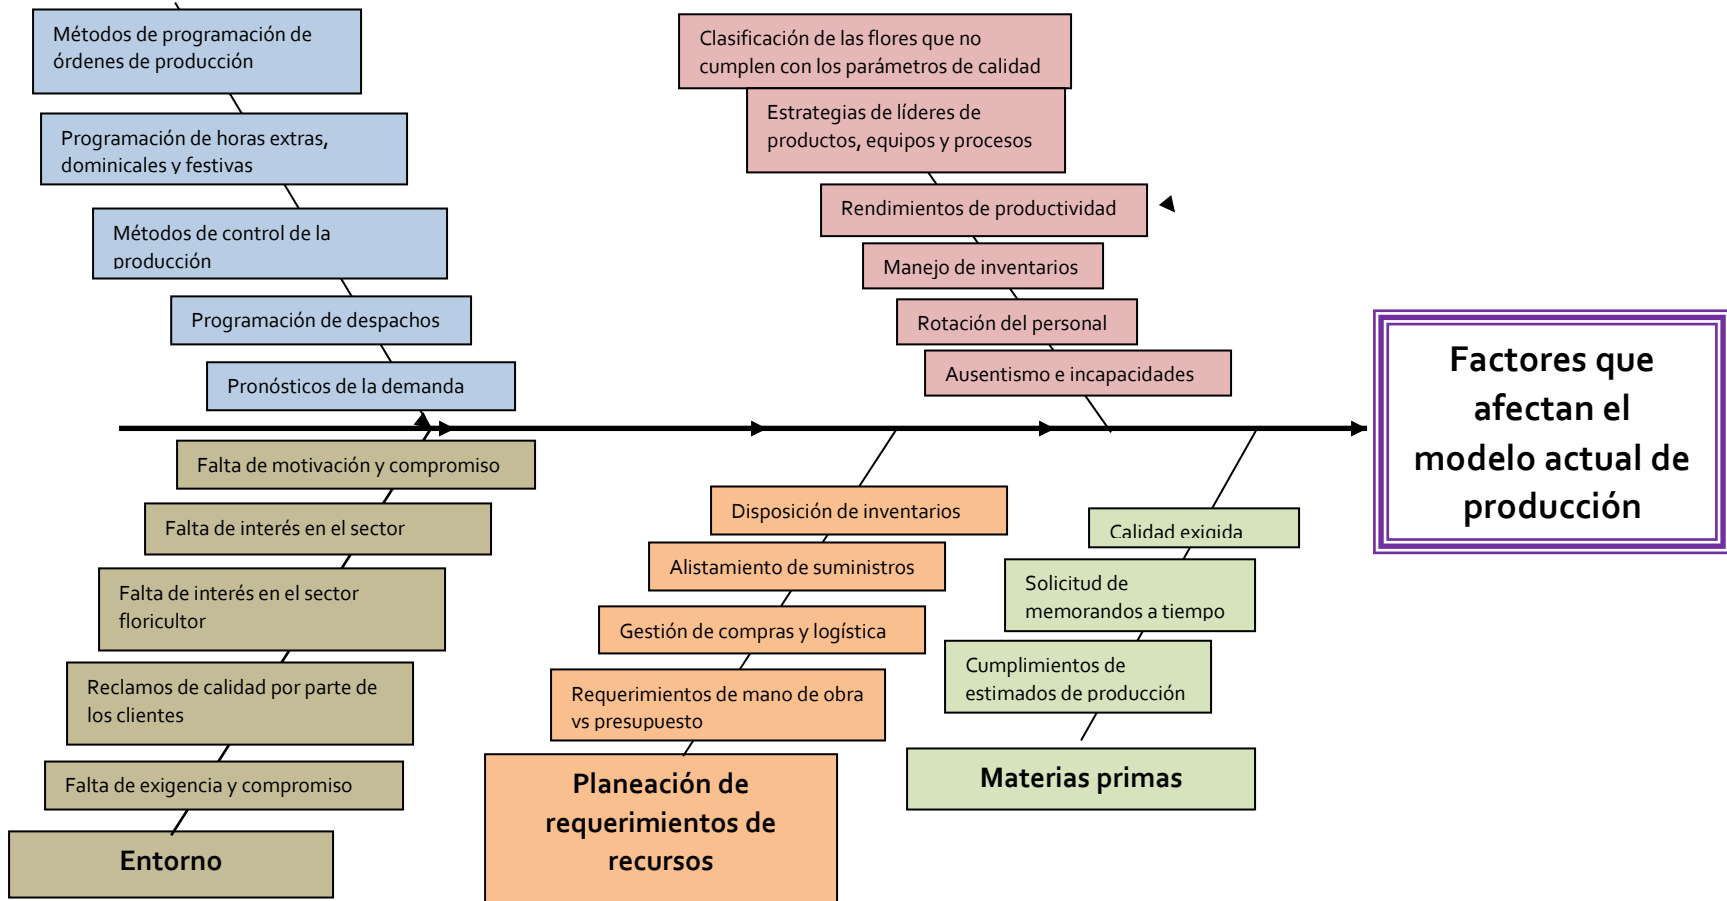 Métodos de programación de
órdenes de producción
Programación de horas extras,
dominicales y festivas
Métodos de control de la
producción
Programación de despachos
Pronósticos de la demanda
Clasificación de las flores que no
cumplen con los parámetros de calidad
Estrategias de líderes de
productos, equipos y procesos
Rendimientos de productividad
Manejo de inventarios
Rotación del personal
Ausentismo e incapacidades
Factores que
afectan el
modelo actual de
producción
Falta de motivación y compromiso
Falta de interés en el sector
Falta de interés en el sector
floricultor
Reclamos de calidad por parte de
los clientes
Falta de exigencia y compromiso
Entorno
Disposición de inventarios
Alistamiento de suministros
Gestión de compras y logística
Requerimientos de mano de obra
vs presupuesto
Planeación de
requerimientos de
recursos
Calidad exigida
Solicitud de
memorandos a tiempo
Cumplimientos de
estimados de producción
Materias primas